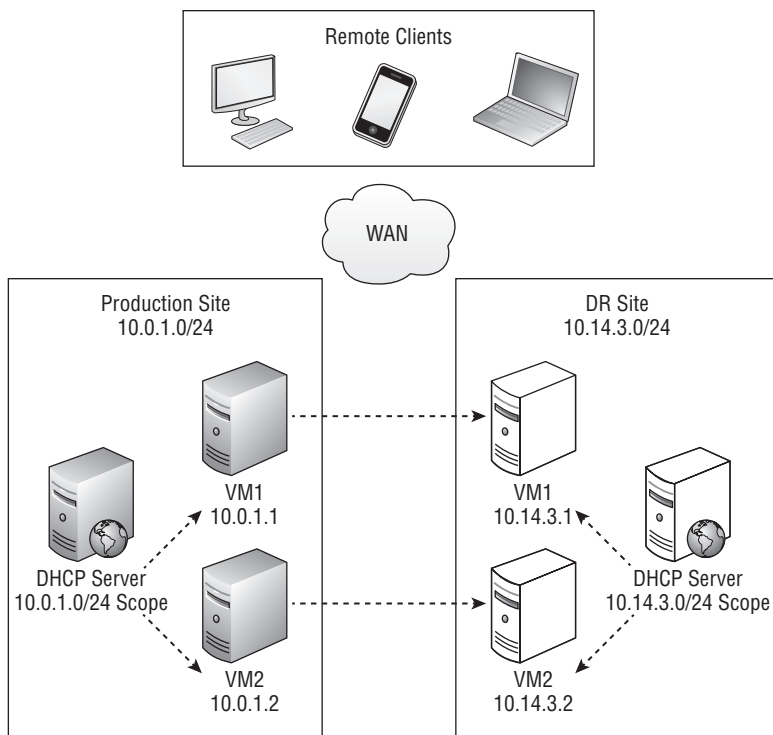 Remote Clients
WAN
Production Site
10.0.1.0/24
VM1
10.0.1.1
DHCP Server
10.0.1.0/24 Scope
VM2
10.0.1.2
DR Site
10.14.3.0/24
VM1
10.14.3.1
DHCP Server
10.14.3.0/24 Scope
VM2
10.14.3.2